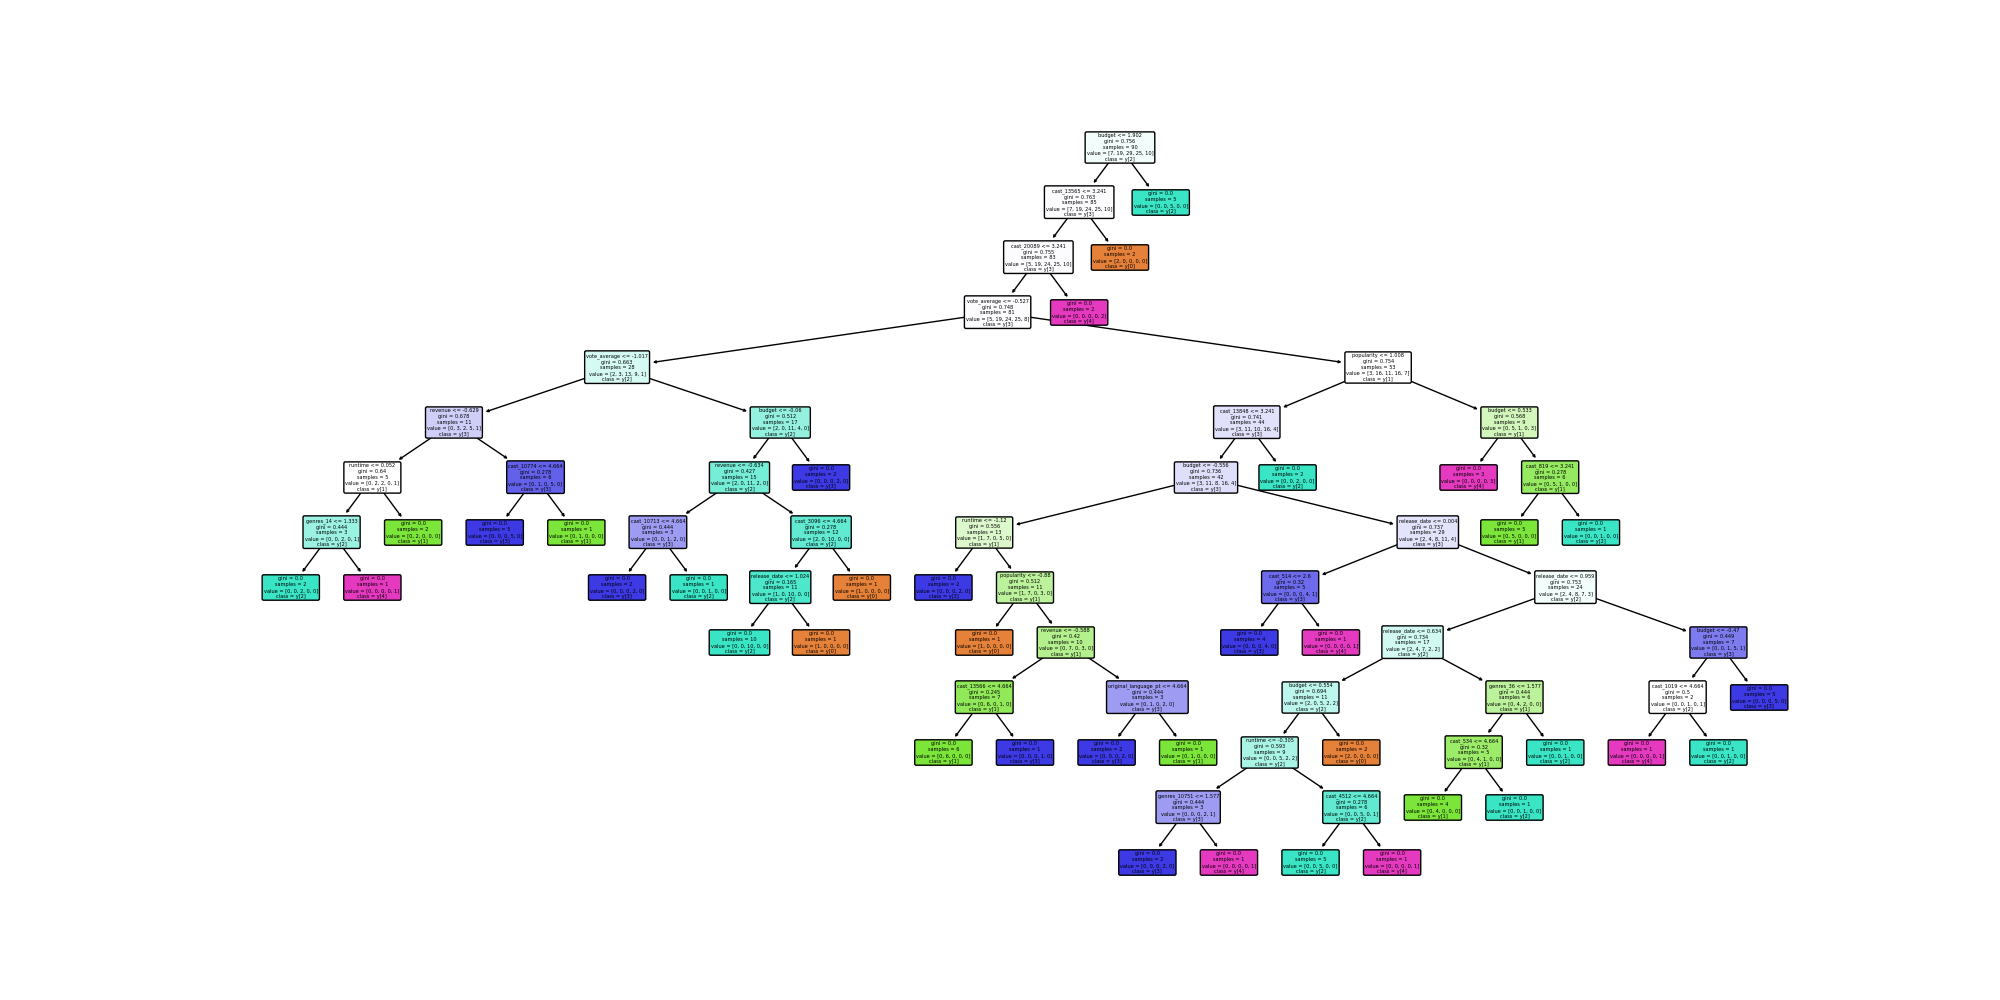 budget <= 1.902
gini = 0.756
samples = 90
value = [7, 19, 29, 25, 10]
class = y[2]
cast_13565 <= 3.241
gini = 0.763
samples = 85
value = [7, 19, 24, 25, 10]
class = y[3]
gini = 0.0
samples = 5
value = [0, 0, 5, 0, 0]
class = y[2]
cast_20089 <= 3.241
gini = 0.755
samples = 83
value = [5, 19, 24, 25, 10]
class = y[3]
gini = 0.0
samples = 2
value = [2, 0, 0, 0, 0]
class = y[0]
vote_average <= -0.527
gini = 0.748
samples = 81
value = [5, 19, 24, 25, 8]
class = y[3]
gini = 0.0
samples = 2
value = [0, 0, 0, 0, 2]
class = y[4]
vote_average <= -1.017
gini = 0.663
samples = 28
value = [2, 3, 13, 9, 1]
class = y[2]
popularity <= 1.008
gini = 0.754
samples = 53
value = [3, 16, 11, 16, 7]
class = y[1]
revenue <= -0.629
gini = 0.678
samples = 11
value = [0, 3, 2, 5, 1]
class = y[3]
budget <= -0.06
gini = 0.512
samples = 17
value = [2, 0, 11, 4, 0]
class = y[2]
cast_13848 <= 3.241
gini = 0.741
samples = 44
value = [3, 11, 10, 16, 4]
class = y[3]
budget <= 0.533
gini = 0.568
samples = 9
value = [0, 5, 1, 0, 3]
class = y[1]
runtime <= 0.052
gini = 0.64
samples = 5
value = [0, 2, 2, 0, 1]
class = y[1]
cast_10774 <= 4.664
gini = 0.278
samples = 6
value = [0, 1, 0, 5, 0]
class = y[3]
revenue <= -0.634
gini = 0.427
samples = 15
value = [2, 0, 11, 2, 0]
class = y[2]
gini = 0.0
samples = 2
value = [0, 0, 0, 2, 0]
class = y[3]
budget <= -0.556
gini = 0.736
samples = 42
value = [3, 11, 8, 16, 4]
class = y[3]
gini = 0.0
samples = 2
value = [0, 0, 2, 0, 0]
class = y[2]
gini = 0.0
samples = 3
value = [0, 0, 0, 0, 3]
class = y[4]
cast_819 <= 3.241
gini = 0.278
samples = 6
value = [0, 5, 1, 0, 0]
class = y[1]
genres_14 <= 1.333
gini = 0.444
samples = 3
value = [0, 0, 2, 0, 1]
class = y[2]
gini = 0.0
samples = 2
value = [0, 2, 0, 0, 0]
class = y[1]
gini = 0.0
samples = 5
value = [0, 0, 0, 5, 0]
class = y[3]
gini = 0.0
samples = 1
value = [0, 1, 0, 0, 0]
class = y[1]
cast_10713 <= 4.664
gini = 0.444
samples = 3
value = [0, 0, 1, 2, 0]
class = y[3]
cast_3096 <= 4.664
gini = 0.278
samples = 12
value = [2, 0, 10, 0, 0]
class = y[2]
runtime <= -1.12
gini = 0.556
samples = 13
value = [1, 7, 0, 5, 0]
class = y[1]
release_date <= 0.004
gini = 0.737
samples = 29
value = [2, 4, 8, 11, 4]
class = y[3]
gini = 0.0
samples = 5
value = [0, 5, 0, 0, 0]
class = y[1]
gini = 0.0
samples = 1
value = [0, 0, 1, 0, 0]
class = y[2]
gini = 0.0
samples = 2
value = [0, 0, 2, 0, 0]
class = y[2]
gini = 0.0
samples = 1
value = [0, 0, 0, 0, 1]
class = y[4]
gini = 0.0
samples = 2
value = [0, 0, 0, 2, 0]
class = y[3]
gini = 0.0
samples = 1
value = [0, 0, 1, 0, 0]
class = y[2]
release_date <= 1.024
gini = 0.165
samples = 11
value = [1, 0, 10, 0, 0]
class = y[2]
gini = 0.0
samples = 1
value = [1, 0, 0, 0, 0]
class = y[0]
gini = 0.0
samples = 2
value = [0, 0, 0, 2, 0]
class = y[3]
popularity <= -0.88
gini = 0.512
samples = 11
value = [1, 7, 0, 3, 0]
class = y[1]
cast_514 <= 2.6
gini = 0.32
samples = 5
value = [0, 0, 0, 4, 1]
class = y[3]
release_date <= 0.959
gini = 0.753
samples = 24
value = [2, 4, 8, 7, 3]
class = y[2]
gini = 0.0
samples = 10
value = [0, 0, 10, 0, 0]
class = y[2]
gini = 0.0
samples = 1
value = [1, 0, 0, 0, 0]
class = y[0]
gini = 0.0
samples = 1
value = [1, 0, 0, 0, 0]
class = y[0]
revenue <= -0.588
gini = 0.42
samples = 10
value = [0, 7, 0, 3, 0]
class = y[1]
gini = 0.0
samples = 4
value = [0, 0, 0, 4, 0]
class = y[3]
gini = 0.0
samples = 1
value = [0, 0, 0, 0, 1]
class = y[4]
release_date <= 0.634
gini = 0.734
samples = 17
value = [2, 4, 7, 2, 2]
class = y[2]
budget <= -0.47
gini = 0.449
samples = 7
value = [0, 0, 1, 5, 1]
class = y[3]
cast_13566 <= 4.664
gini = 0.245
samples = 7
value = [0, 6, 0, 1, 0]
class = y[1]
original_language_pt <= 4.664
gini = 0.444
samples = 3
value = [0, 1, 0, 2, 0]
class = y[3]
budget <= 0.554
gini = 0.694
samples = 11
value = [2, 0, 5, 2, 2]
class = y[2]
genres_36 <= 1.577
gini = 0.444
samples = 6
value = [0, 4, 2, 0, 0]
class = y[1]
cast_1019 <= 4.664
gini = 0.5
samples = 2
value = [0, 0, 1, 0, 1]
class = y[2]
gini = 0.0
samples = 5
value = [0, 0, 0, 5, 0]
class = y[3]
gini = 0.0
samples = 6
value = [0, 6, 0, 0, 0]
class = y[1]
gini = 0.0
samples = 1
value = [0, 0, 0, 1, 0]
class = y[3]
gini = 0.0
samples = 2
value = [0, 0, 0, 2, 0]
class = y[3]
gini = 0.0
samples = 1
value = [0, 1, 0, 0, 0]
class = y[1]
runtime <= -0.305
gini = 0.593
samples = 9
value = [0, 0, 5, 2, 2]
class = y[2]
gini = 0.0
samples = 2
value = [2, 0, 0, 0, 0]
class = y[0]
cast_534 <= 4.664
gini = 0.32
samples = 5
value = [0, 4, 1, 0, 0]
class = y[1]
gini = 0.0
samples = 1
value = [0, 0, 1, 0, 0]
class = y[2]
gini = 0.0
samples = 1
value = [0, 0, 0, 0, 1]
class = y[4]
gini = 0.0
samples = 1
value = [0, 0, 1, 0, 0]
class = y[2]
genres_10751 <= 1.577
gini = 0.444
samples = 3
value = [0, 0, 0, 2, 1]
class = y[3]
cast_4512 <= 4.664
gini = 0.278
samples = 6
value = [0, 0, 5, 0, 1]
class = y[2]
gini = 0.0
samples = 4
value = [0, 4, 0, 0, 0]
class = y[1]
gini = 0.0
samples = 1
value = [0, 0, 1, 0, 0]
class = y[2]
gini = 0.0
samples = 2
value = [0, 0, 0, 2, 0]
class = y[3]
gini = 0.0
samples = 1
value = [0, 0, 0, 0, 1]
class = y[4]
gini = 0.0
samples = 5
value = [0, 0, 5, 0, 0]
class = y[2]
gini = 0.0
samples = 1
value = [0, 0, 0, 0, 1]
class = y[4]